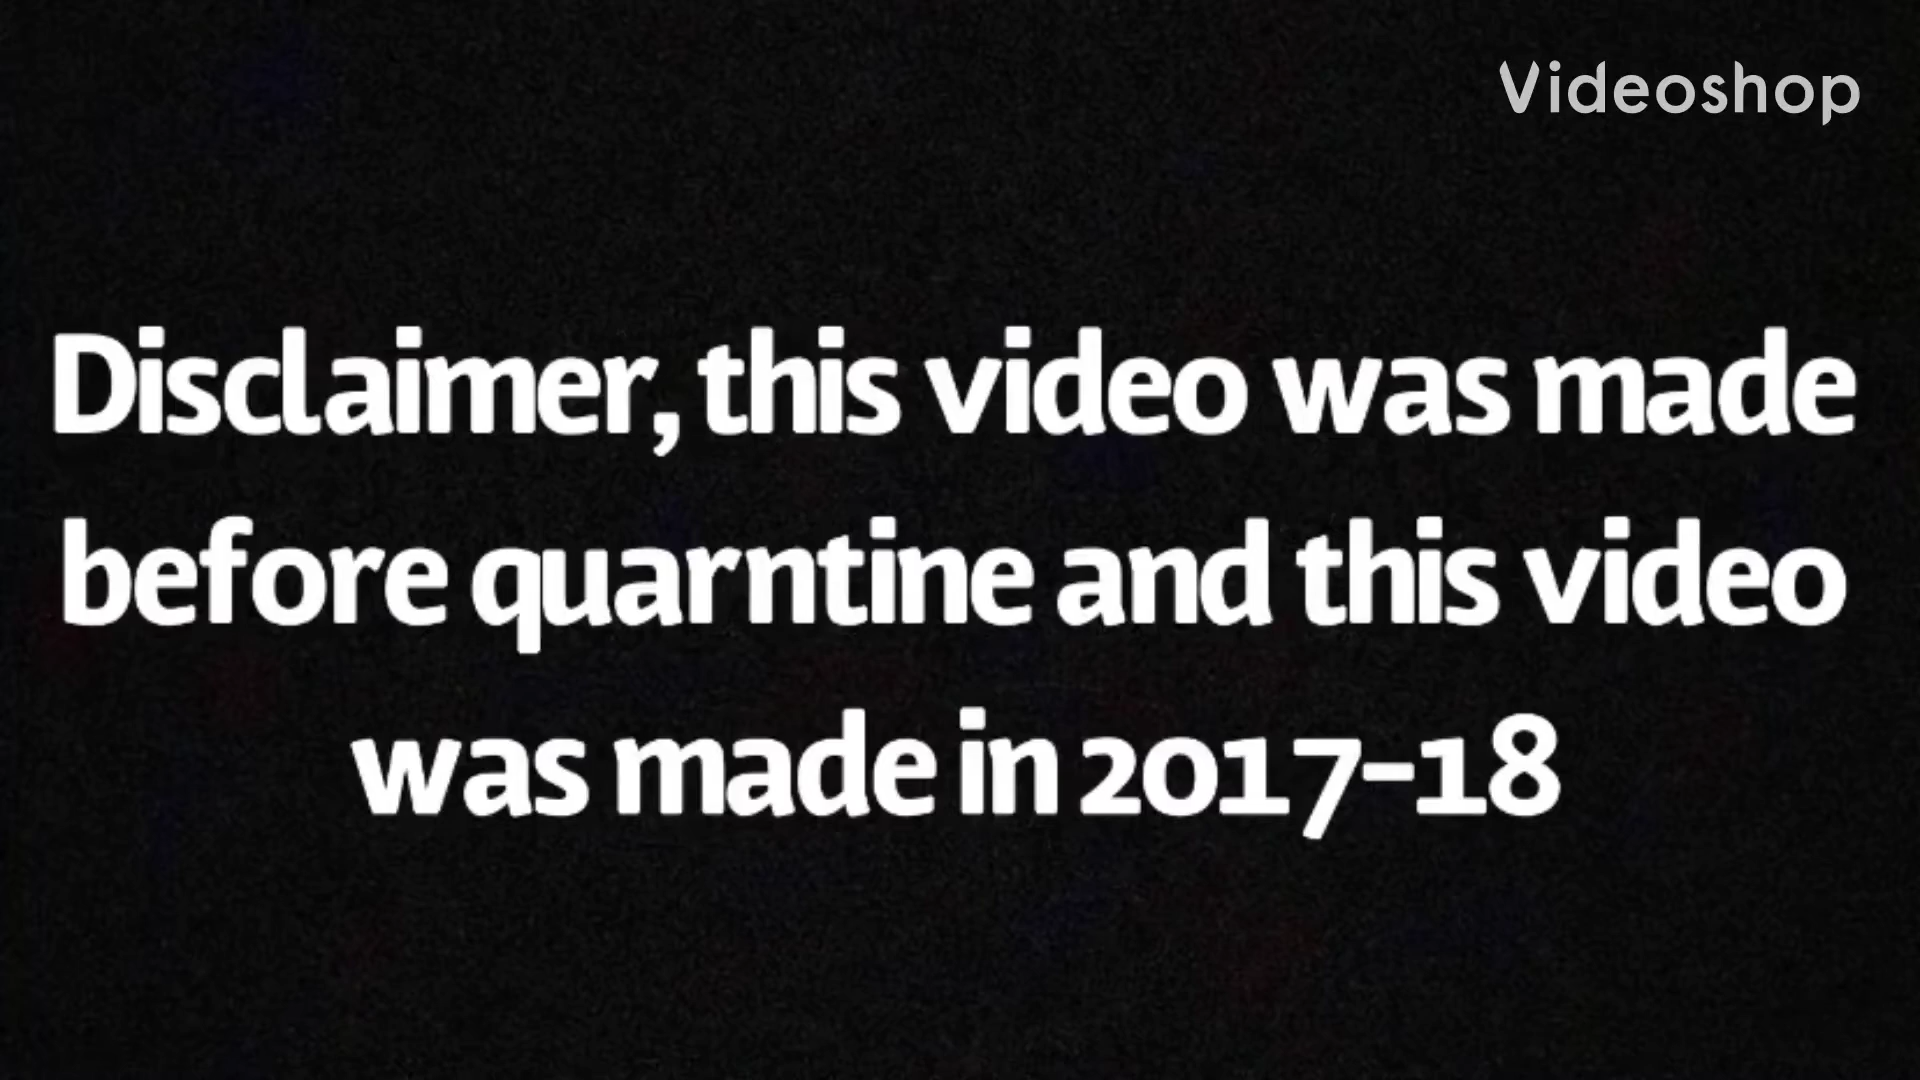 Videoshop
Disclaimer, this video was made
before quarntine and this video
was made in 2017-18